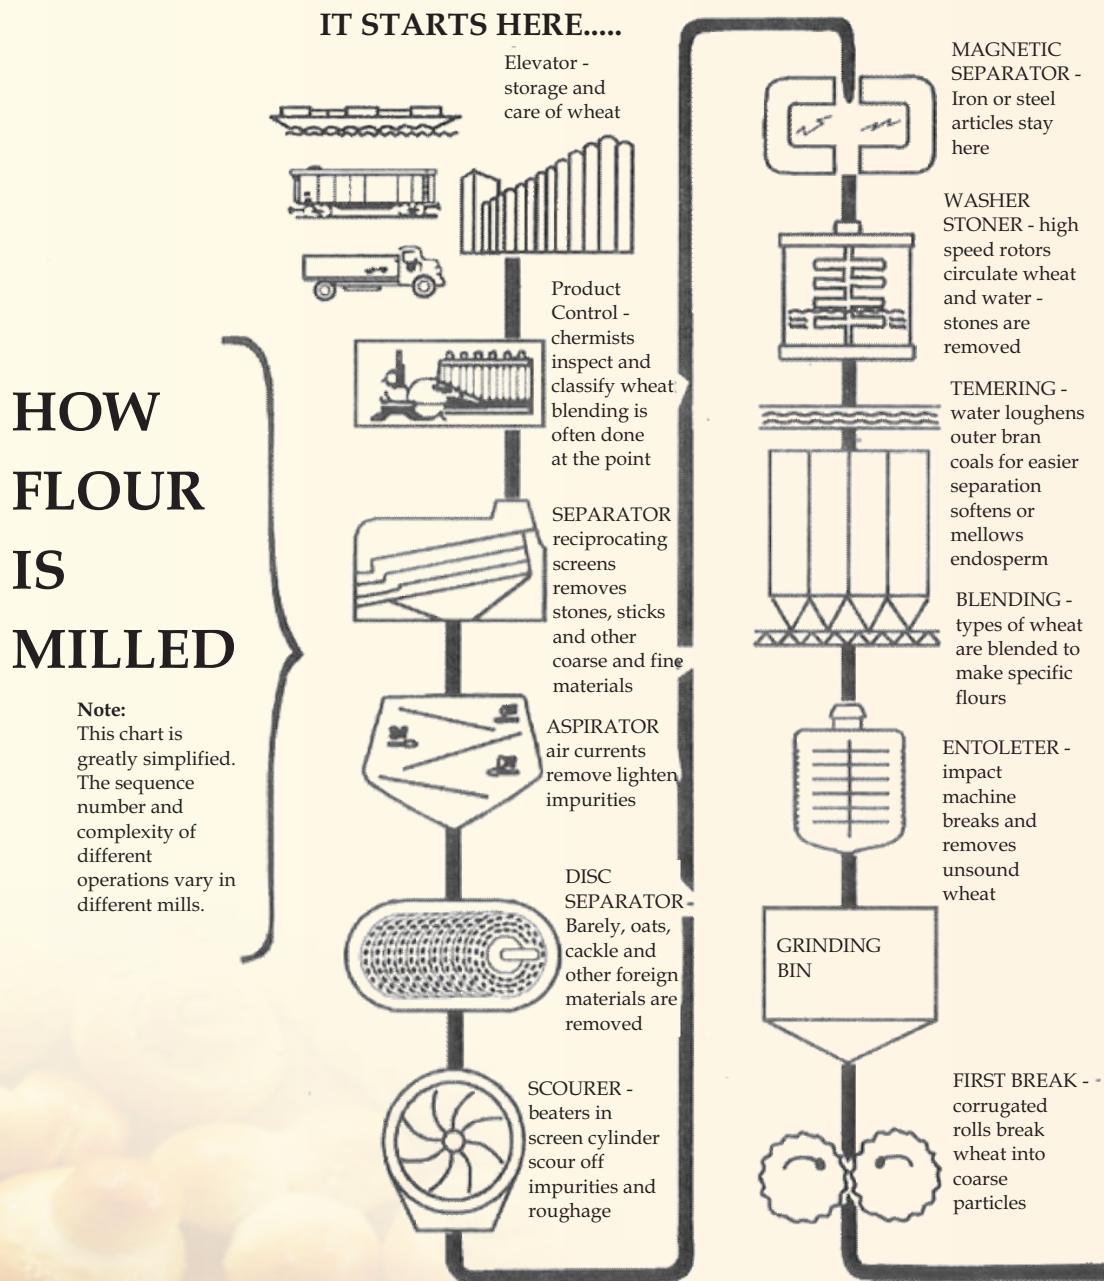 IT STARTS HERE.....
Elevator -
storage and
care of wheat
Product
Control -
chermists
inspect and
classify wheat
blending is
often done
at the point
SEPARATOR
reciprocating
screens
removes
stones, sticks
and other
coarse and fine
materials
ASPIRATOR
air currents
remove lighten
impurities
DISC
SEPARATOR -
Barely, oats,
cackle and
other foreign
materials are
removed
SCOURER -
beaters in
screen cylinder
scour off
impurities and
roughage
HOW
FLOUR
IS
MILLED
Note:
This chart is
greatly simplified.
The sequence
number and
complexity of
different
operations vary in
different mills.
MAGNETIC
SEPARATOR -
Iron or steel
articles stay
here
WASHER
STONER - high
speed rotors
circulate wheat
and water -
stones are
removed
TEMERING -
water loughens
outer bran
coals for easier
separation
softens or
mellows
endosperm
BLENDING -
types of wheat
are blended to
make specific
flours
ENTOLETER -
impact
machine
breaks and
removes
unsound
wheat
GRINDING
BIN
FIRST BREAK -
corrugated
rolls break
wheat into
coarse
particles